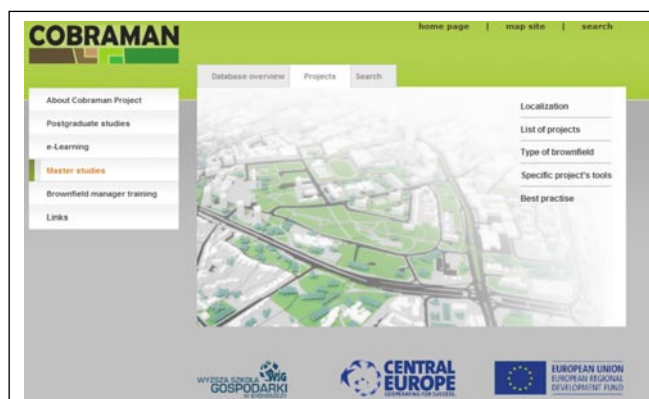 COBRAMAN
home page | map site | search
Database overview Projects Search
About Cobraman Project
Postgraduate studies
e-Learning
Master studies
Brownfield manager training
Links
Localization
List of projects
Type of brownfield
Specific project's tools
Best practise
WYŻSZA SZKOŁA
GOSPODARKI
W BYDGOSZCZY
CENTRAL
EUROPE
COOPERATING FOR SUCCESS.
EUROPEAN UNION
EUROPEAN REGIONAL
DEVELOPMENT FUND